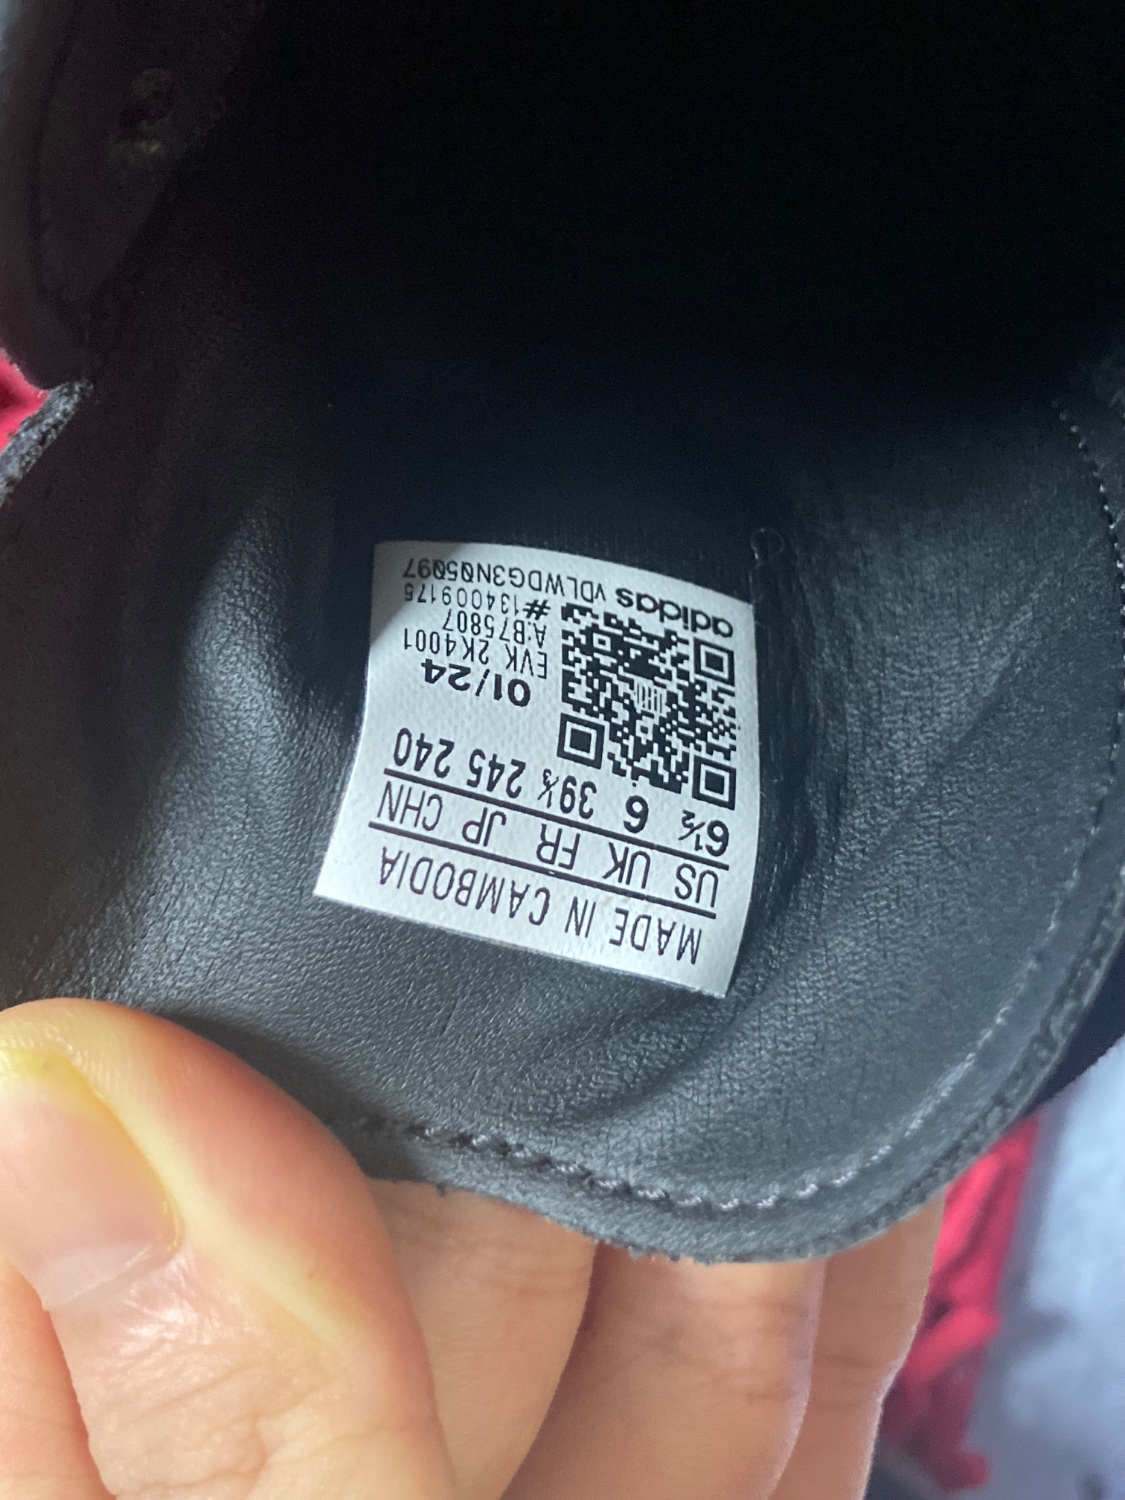 MADE IN CAMBODIA
US UK FR JP CHN
6½ 6 39⅓ 245 240
01/24
EVK 2K4001
A:B75807
#134009175
adidas VDLWDG3NQ5Q97